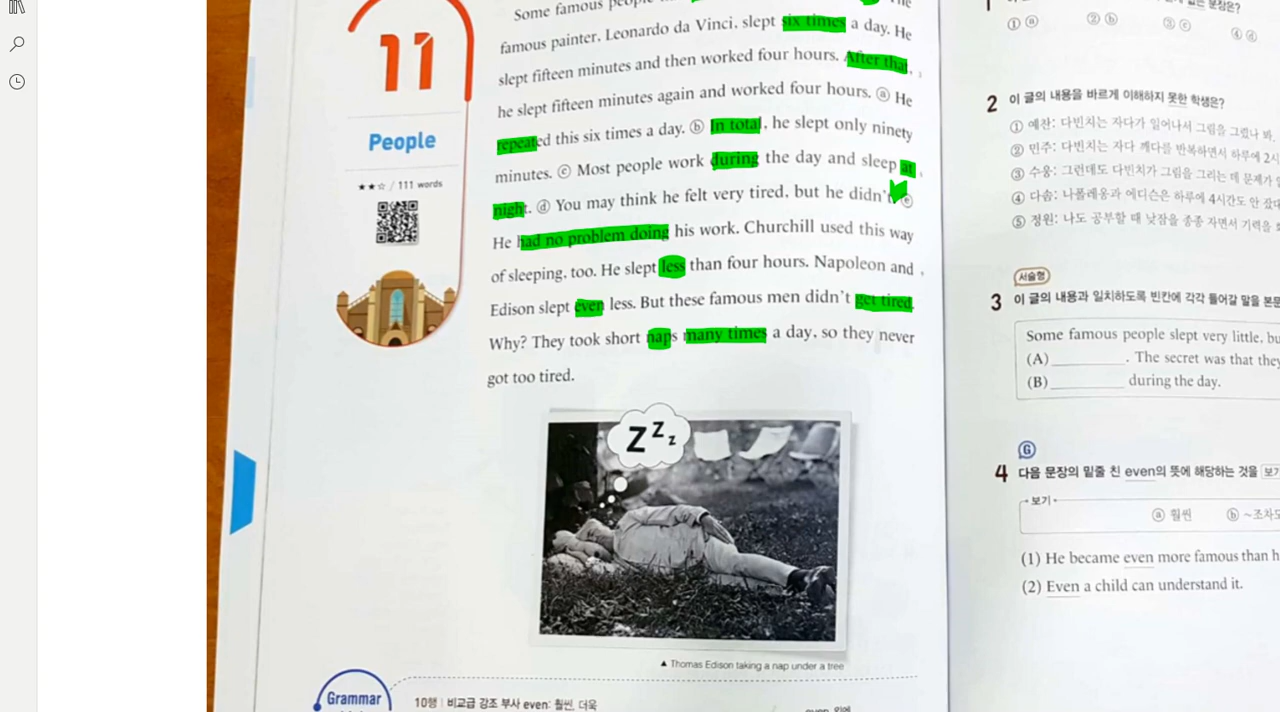 11
People
★★☆ / 111 words
Some famous people
famous painter, Leonardo da Vinci, slept six times a day. He
slept fifteen minutes and then worked four hours. After that,
he slept fifteen minutes again and worked four hours. ⓐ He
repeated this six times a day. ⓑ In total, he slept only ninety
minutes. ⓒ Most people work during the day and sleep at
night. ⓓ You may think he felt very tired, but he didn't. ⓔ
He had no problem doing his work. Churchill used this way
of sleeping, too. He slept less than four hours. Napoleon and
Edison slept even less. But these famous men didn't get tired.
Why? They took short naps many times a day, so they never
got too tired.
Z z z
▲ Thomas Edison taking a nap under a tree
Grammar
10행 | 비교급 강조 부사 even: 훨씬, 더욱
① ⓐ ② ⓑ ③ ⓒ ④ ⓓ
2 이 글의 내용을 바르게 이해하지 못한 학생은?
① 예찬: 다빈치는 자다가 일어나서 그림을 그렸나 봐.
② 민주: 다빈치는 자다 깨다를 반복하면서 하루에 2시
③ 수웅: 그런데도 다빈치가 그림을 그리는 데 문제가
④ 다솜: 나폴레옹과 에디슨은 하루에 4시간도 안 잤대
⑤ 정원: 나도 공부할 때 낮잠을 종종 자면서 기력을
서술형
3 이 글의 내용과 일치하도록 빈칸에 각각 들어갈 말을 본문
Some famous people slept very little, bu
(A) ________ . The secret was that they
(B) ________ during the day.
G
4 다음 문장의 밑줄 친 even의 뜻에 해당하는 것을 보기
보기
ⓐ 훨씬 ⓑ ~조차도
(1) He became even more famous than h
(2) Even a child can understand it.